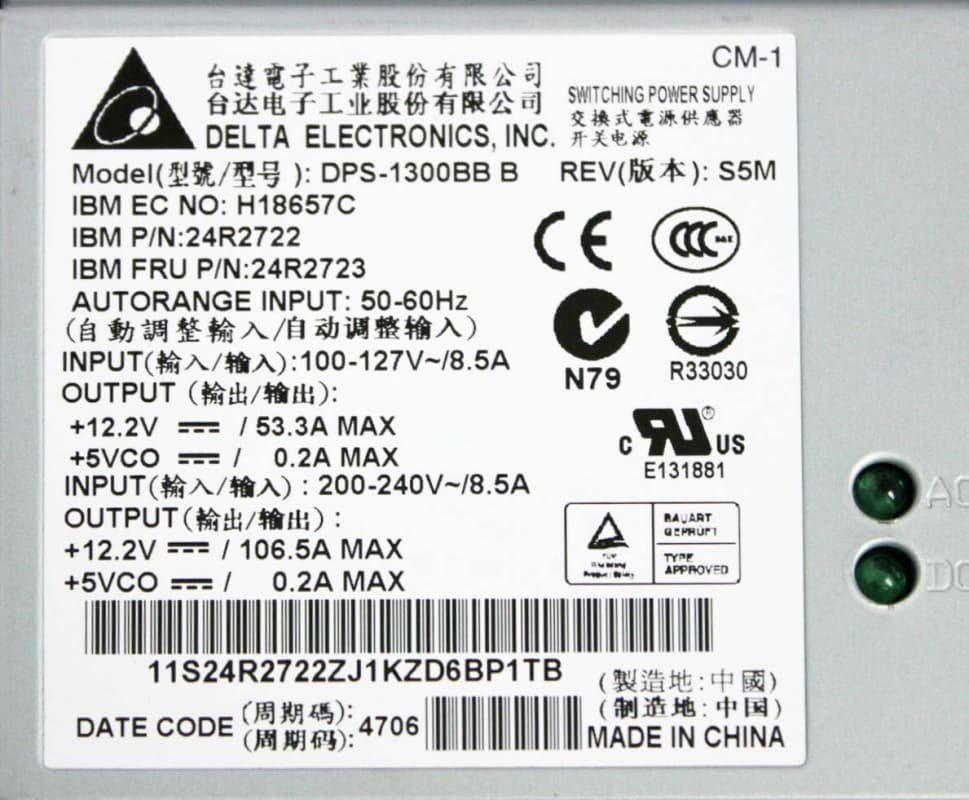 CM-1
台達電子工業股份有限公司
台达电子工业股份有限公司
DELTA ELECTRONICS, INC.
SWITCHING POWER SUPPLY
交換式電源供應器
开关电源
Model(型號/型号 ): DPS-1300BB B REV(版本): S5M
IBM EC NO: H18657C
IBM P/N:24R2722
IBM FRU P/N:24R2723
AUTORANGE INPUT: 50-60Hz
(自動調整輸入/自动调整输入)
INPUT(輸入/输入):100-127V~/8.5A
OUTPUT (輸出/输出):
+12.2V ⎓ / 53.3A MAX
+5VCO ⎓ / 0.2A MAX
INPUT(輸入/输入) : 200-240V~/8.5A
OUTPUT(輸出/输出) :
+12.2V ⎓ / 106.5A MAX
+5VCO ⎓ / 0.2A MAX
CE
CCC S&E
N79
R33030
C RU ® US
E131881
BAUART
GEPRÜFT
TYPE
APPROVED
AC
DC
11S24R2722ZJ1KZD6BP1TB
DATE CODE (周期碼):
(周期码): 4706
(製造地:中國)
(制造地:中国)
MADE IN CHINA